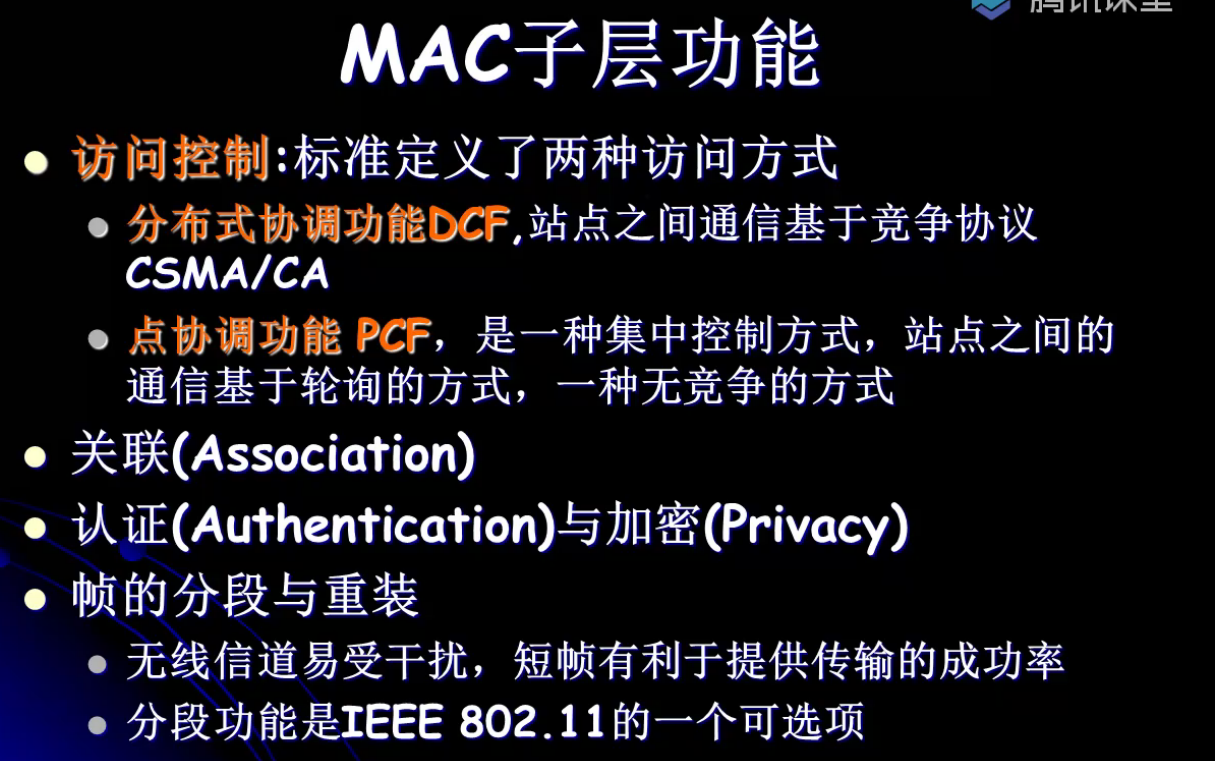 腾讯课堂
MAC子层功能
访问控制:标准定义了两种访问方式
分布式协调功能DCF,站点之间通信基于竞争协议
CSMA/CA
点协调功能 PCF，是一种集中控制方式，站点之间的
通信基于轮询的方式，一种无竞争的方式
关联(Association)
认证(Authentication)与加密(Privacy)
帧的分段与重装
无线信道易受干扰，短帧有利于提供传输的成功率
分段功能是IEEE 802.11的一个可选项